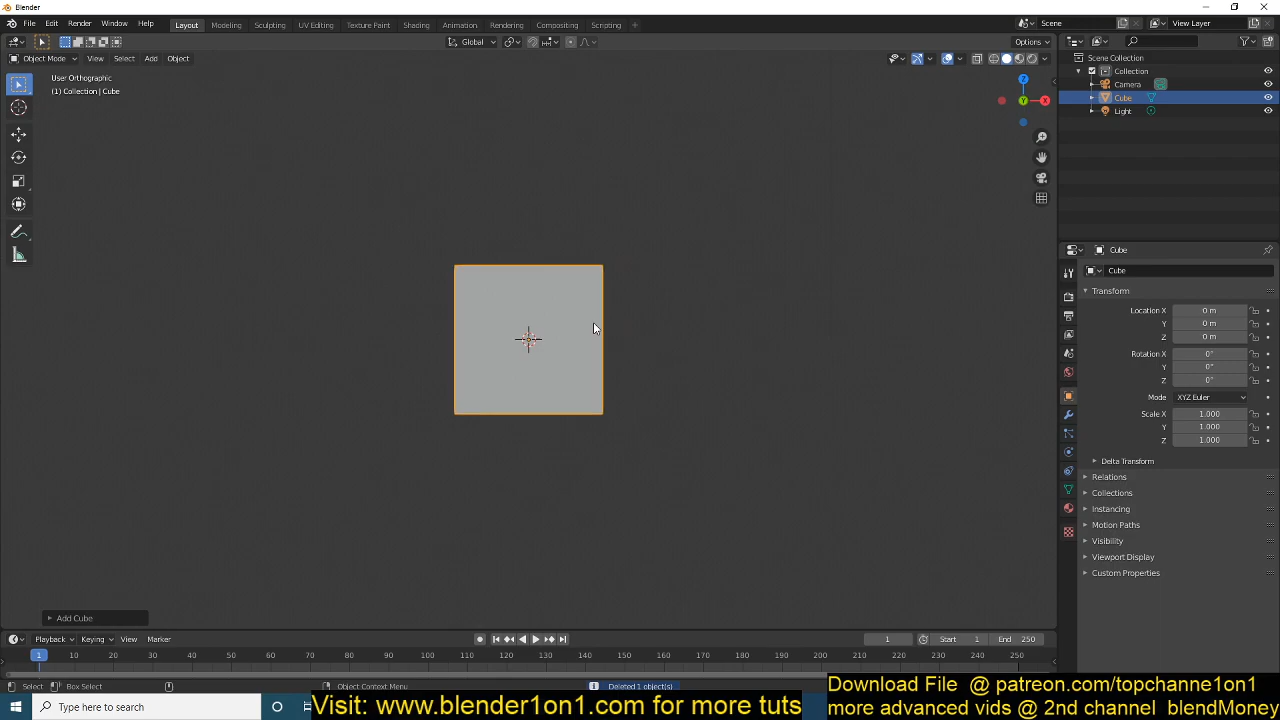 Blender
File Edit Render Window Help Layout Modeling Sculpting UV Editing Texture Paint Shading Animation Rendering Compositing Scripting + Scene View Layer
Global Options
Object Mode View Select Add Object
User Orthographic
(1) Collection | Cube
Z
Y
X
Scene Collection
Collection
Camera
Cube
Light
Cube
Cube
Transform
Location X 0 m
Y 0 m
Z 0 m
Rotation X 0°
Y 0°
Z 0°
Mode XYZ Euler
Scale X 1.000
Y 1.000
Z 1.000
Delta Transform
Relations
Collections
Instancing
Motion Paths
Visibility
Viewport Display
Custom Properties
Add Cube
Playback Keying View Marker 1 Start 1 End 250
1 10 20 30 40 50 60 70 80 90 100 110 120 130 140 150 160 170 180 190 200 210 220 230 240 250
Select Box Select Object Context Menu Deleted 1 object(s)
Type here to search
Visit: www.blender1on1.com for more tuts
Download File @ patreon.com/topchanne1on1
more advanced vids @ 2nd channel blendMoney